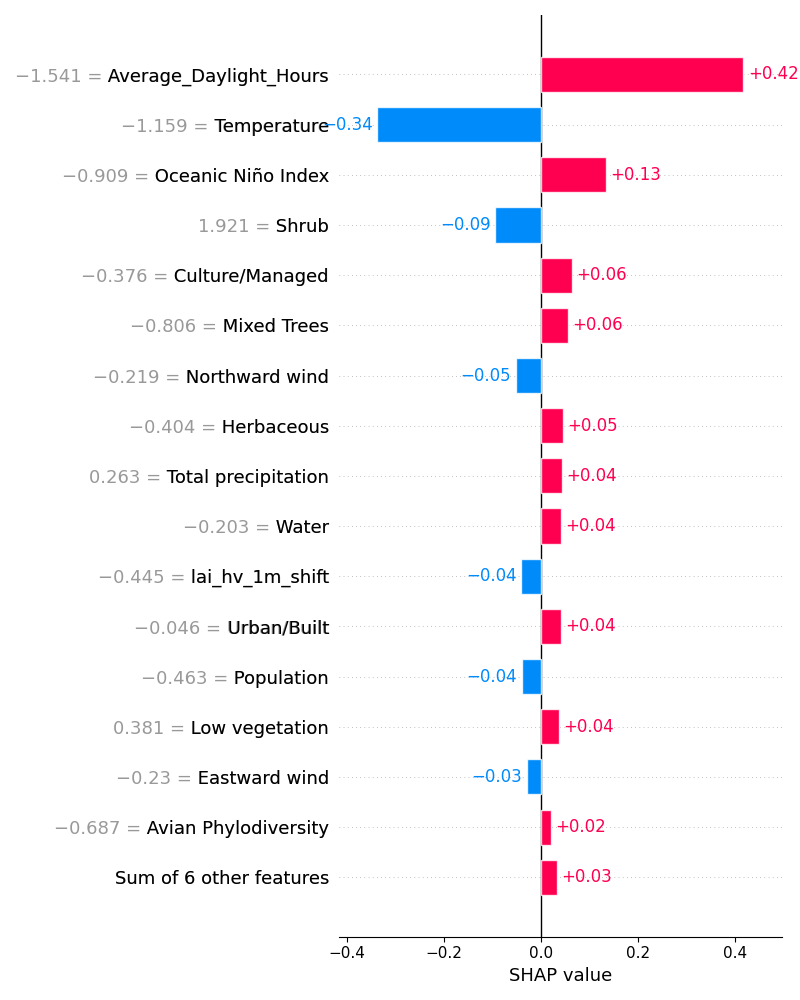 −1.541 = Average_Daylight_Hours +0.42
−1.159 = Temperature −0.34
−0.909 = Oceanic Niño Index +0.13
1.921 = Shrub −0.09
−0.376 = Culture/Managed +0.06
−0.806 = Mixed Trees +0.06
−0.219 = Northward wind −0.05
−0.404 = Herbaceous +0.05
0.263 = Total precipitation +0.04
−0.203 = Water +0.04
−0.445 = lai_hv_1m_shift −0.04
−0.046 = Urban/Built +0.04
−0.463 = Population −0.04
0.381 = Low vegetation +0.04
−0.23 = Eastward wind −0.03
−0.687 = Avian Phylodiversity +0.02
Sum of 6 other features +0.03
−0.4 −0.2 0.0 0.2 0.4
SHAP value